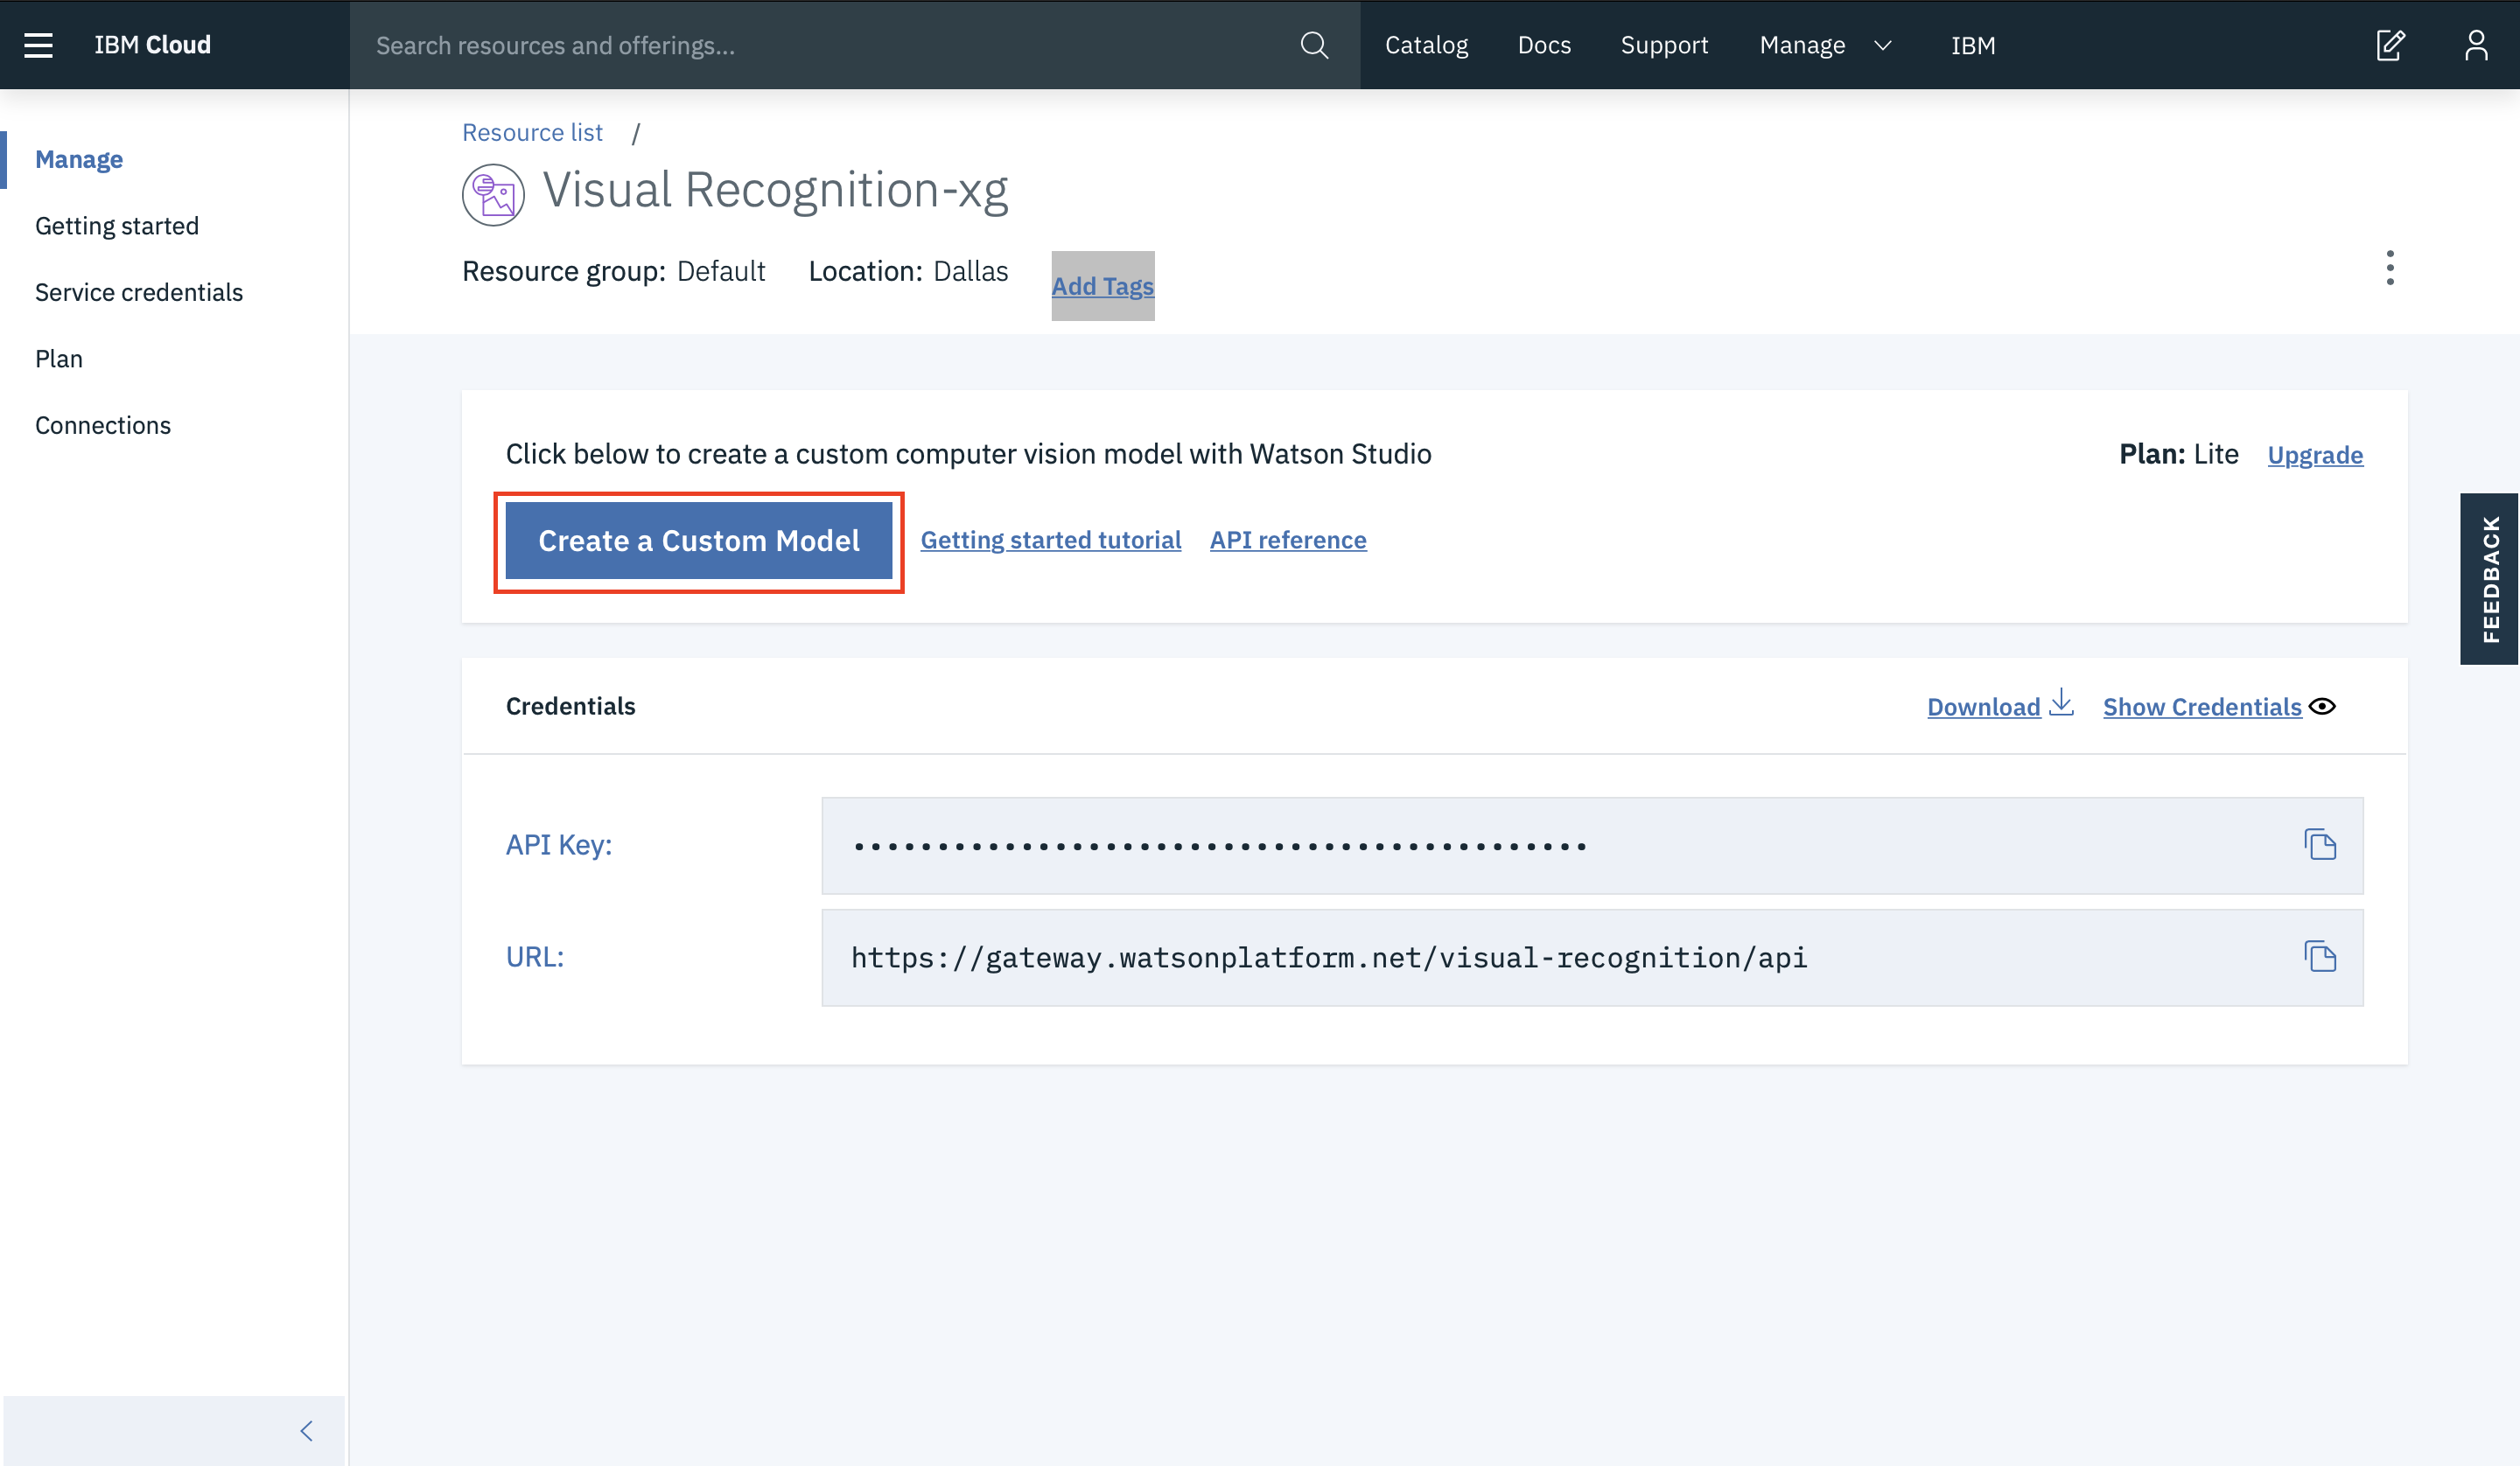 IBM Cloud
Search resources and offerings...
Catalog
Docs
Support
Manage
IBM
Manage
Getting started
Service credentials
Plan
Connections
Resource list /
Visual Recognition-xg
Resource group: Default Location: Dallas Add Tags
Click below to create a custom computer vision model with Watson Studio
Plan: Lite Upgrade
Create a Custom Model
Getting started tutorial
API reference
FEEDBACK
Credentials
Download
Show Credentials
API Key: ••••••••••••••••••••••••••••••••••••••••••••
URL: https://gateway.watsonplatform.net/visual-recognition/api